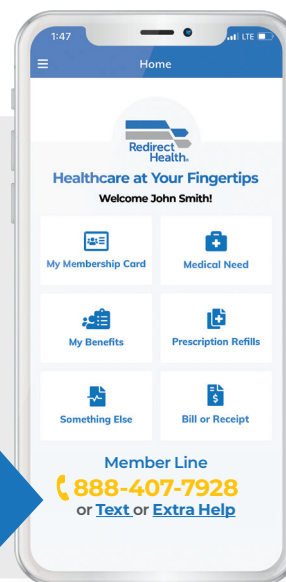 1:47 LTE
Home
Redirect
Health®
Healthcare at Your Fingertips
Welcome John Smith!
My Membership Card
Medical Need
My Benefits
Prescription Refills
Something Else
Bill or Receipt
Member Line
888-407-7928
or Text or Extra Help